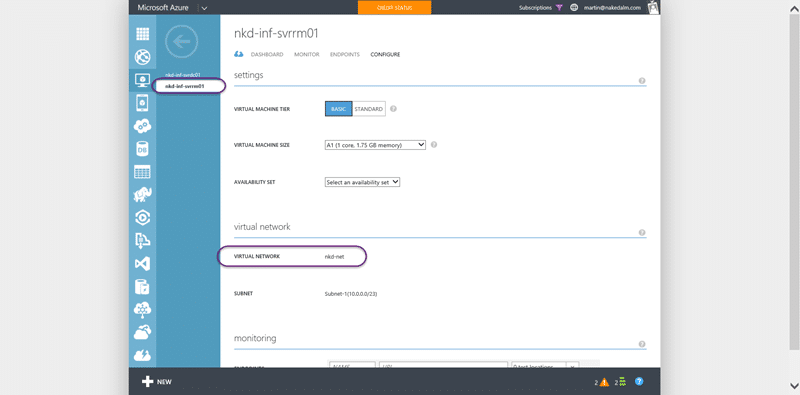 Microsoft Azure
CREDIT STATUS
Subscriptions
martin@nakedalm.com
nkd-inf-svrdc01
nkd-inf-svrrm01
nkd-inf-svrrm01
DASHBOARD MONITOR ENDPOINTS CONFIGURE
settings
VIRTUAL MACHINE TIER BASIC STANDARD
VIRTUAL MACHINE SIZE A1 (1 core, 1.75 GB memory)
AVAILABILITY SET Select an availability set
virtual network
VIRTUAL NETWORK nkd-net
SUBNET Subnet-1(10.0.0.0/23)
monitoring
NEW
2 2